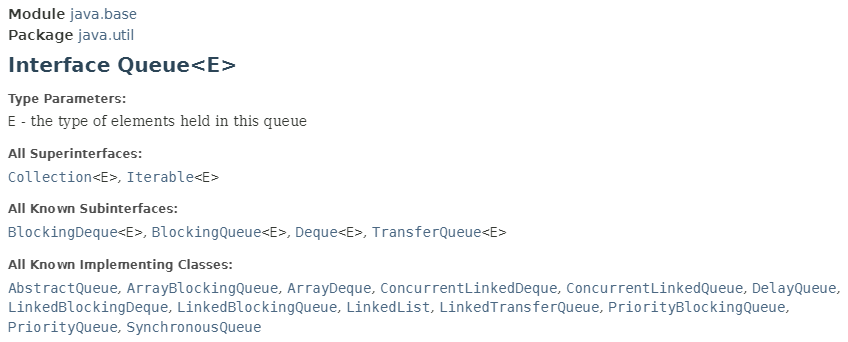 Module java.base
Package java.util
Interface Queue<E>
Type Parameters:
E - the type of elements held in this queue
All Superinterfaces:
Collection<E>, Iterable<E>
All Known Subinterfaces:
BlockingDeque<E>, BlockingQueue<E>, Deque<E>, TransferQueue<E>
All Known Implementing Classes:
AbstractQueue, ArrayBlockingQueue, ArrayDeque, ConcurrentLinkedDeque, ConcurrentLinkedQueue, DelayQueue,
LinkedBlockingDeque, LinkedBlockingQueue, LinkedList, LinkedTransferQueue, PriorityBlockingQueue,
PriorityQueue, SynchronousQueue